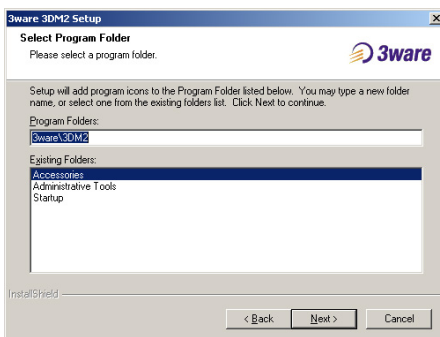 3ware 3DM2 Setup
Select Program Folder
Please select a program folder.
3ware
Setup will add program icons to the Program Folder listed below. You may type a new folder
name, or select one from the existing folders list. Click Next to continue.
Program Folders:
3ware\3DM2
Existing Folders:
Accessories
Administrative Tools
Startup
InstallShield
< Back
Next >
Cancel